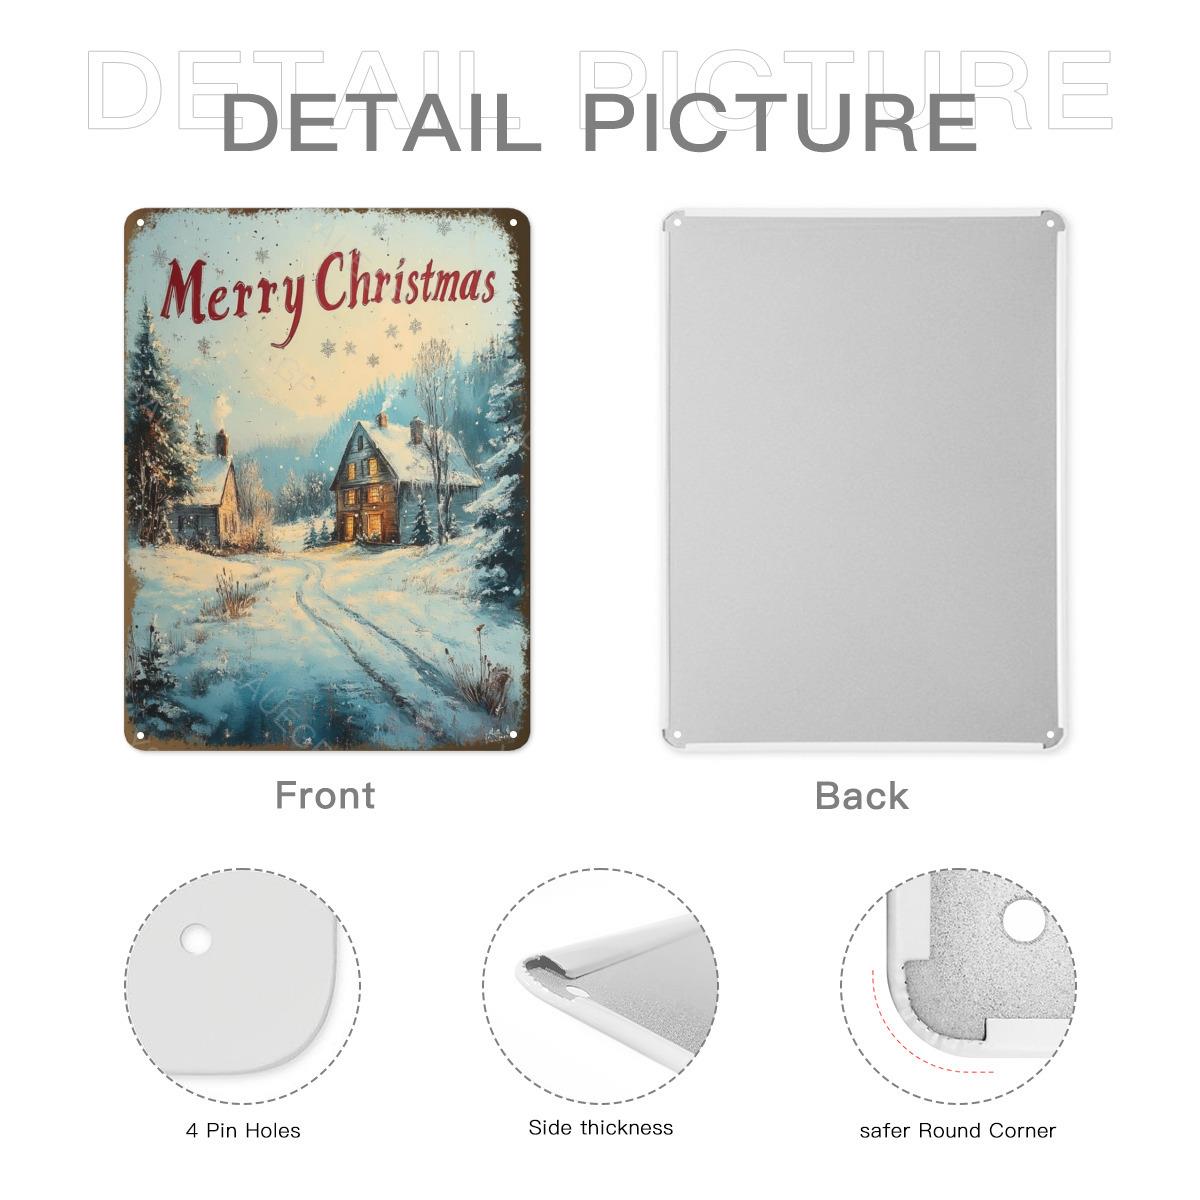 DETAIL PICTURE
DETAIL PICTURE
Merry Christmas
Front
Back
4 Pin Holes
Side thickness
safer Round Corner